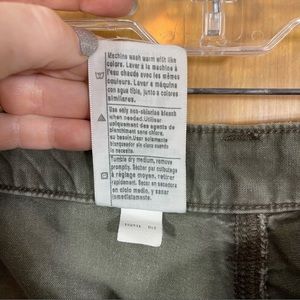 Machine wash warm with like
colors. Laver à la machine à
l'eau chaude avec les mêmes
couleurs. Lavar a máquina
con agua tibia, junto a colores
similares.
Use only non-chlorine bleach
when needed. Utiliser
uniquement des agents de
blanchiment sans chlore,
au besoin. Usar únicamente
blanqueador sin cloro cuando
sea necesario.
Tumble dry medium, remove
promptly. Sécher par culbutage
à réglage moyen, retirer
rapidement. Secar en secadora
en ciclo medio, y sacar
inmediatamente.